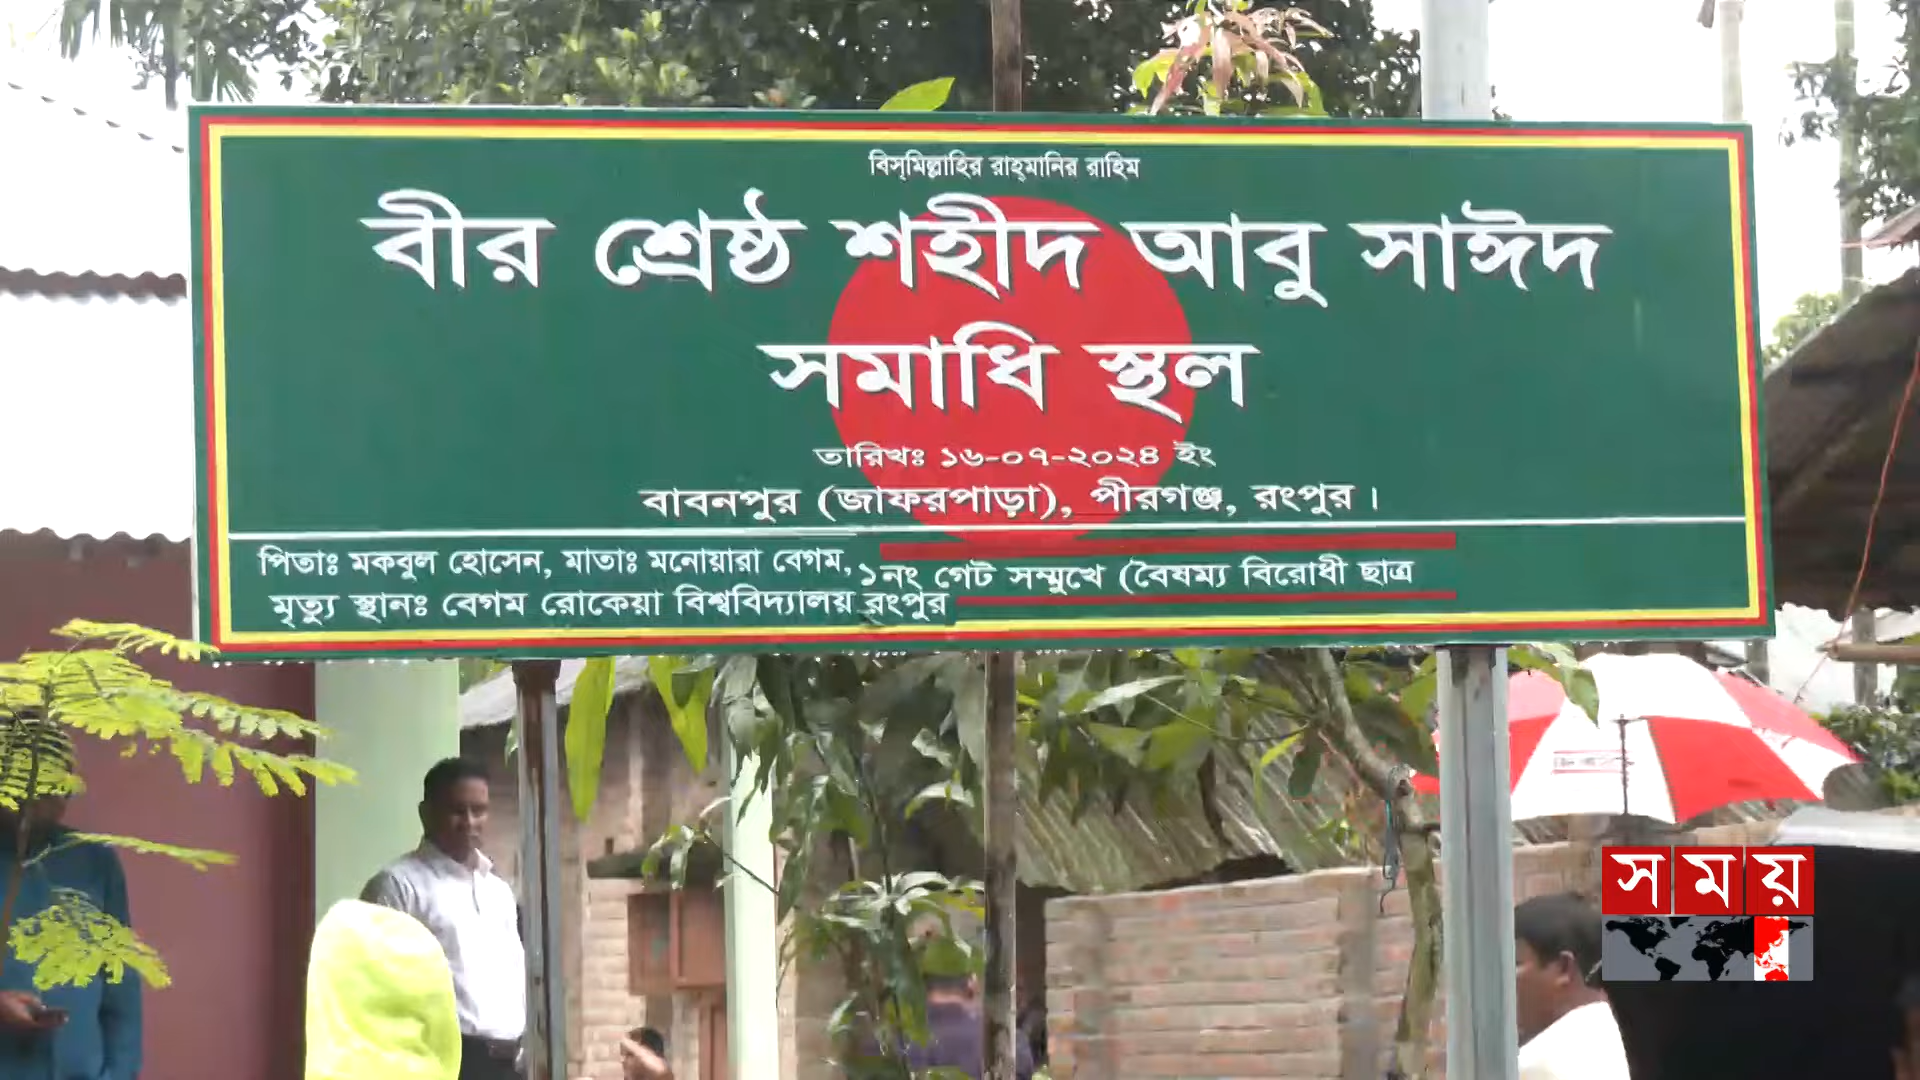 বিস্‌মিল্লাহির রাহ্‌মানির রাহিম
বীর শ্রেষ্ঠ শহীদ আবু সাঈদ
সমাধি স্থল
তারিখঃ ১৬-০৭-২০২৪ ইং
বাবনপুর (জাফরপাড়া), পীরগঞ্জ, রংপুর।
পিতাঃ মকবুল হোসেন, মাতাঃ মনোয়ারা বেগম,
১নং গেট সম্মুখে (বৈষম্য বিরোধী ছাত্র
মৃত্যু স্থানঃ বেগম রোকেয়া বিশ্ববিদ্যালয় রংপুর
সময়